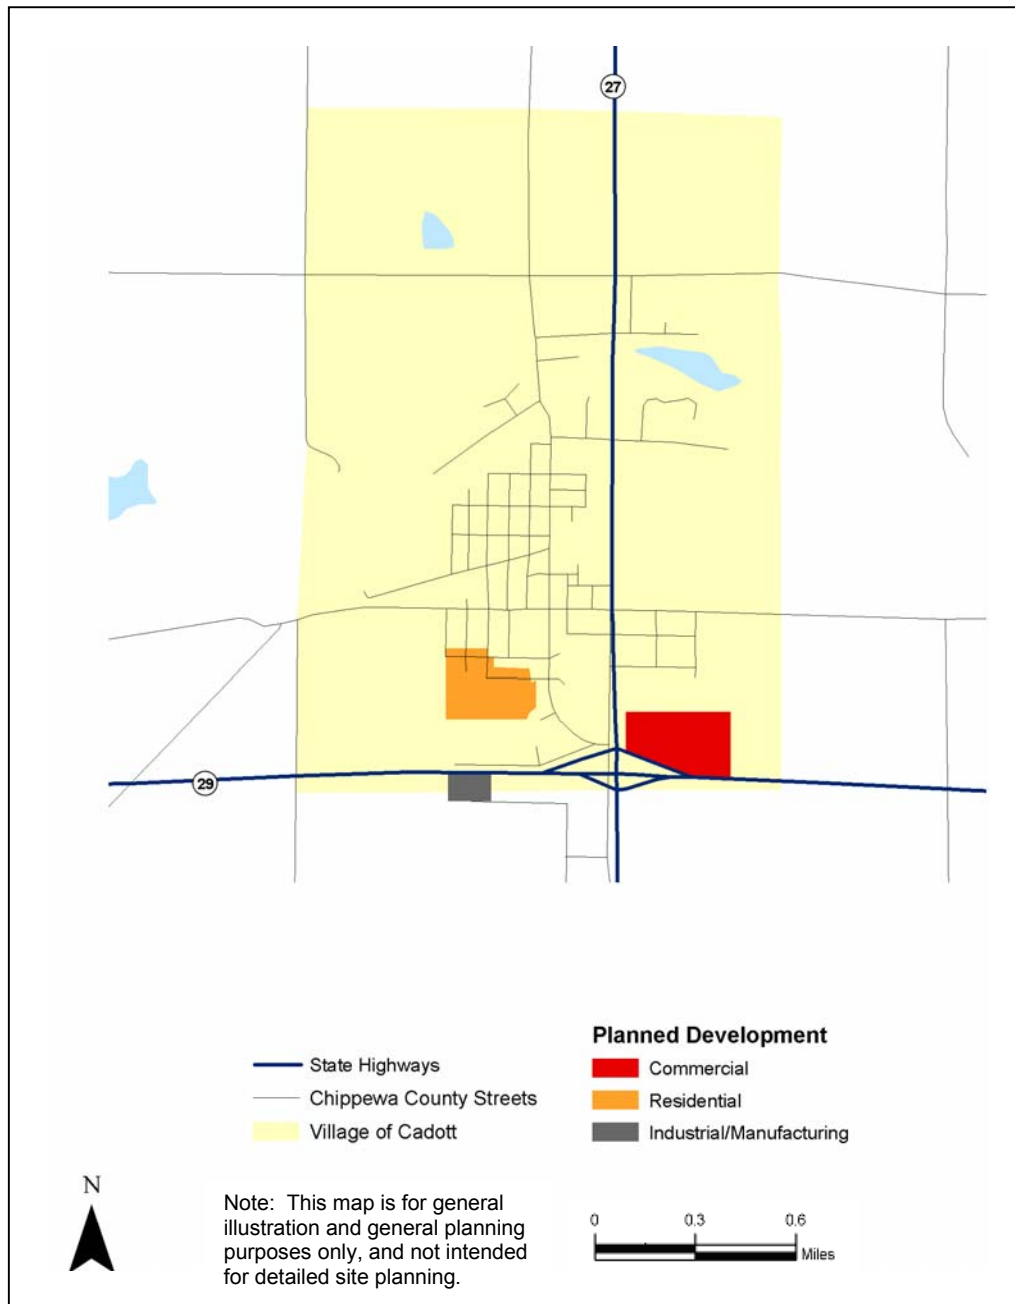 27
29
State Highways
Chippewa County Streets
Village of Cadott
Planned Development
Commercial
Residential
Industrial/Manufacturing
N
Note: This map is for general
illustration and general planning
purposes only, and not intended
for detailed site planning.
0 0.3 0.6
Miles